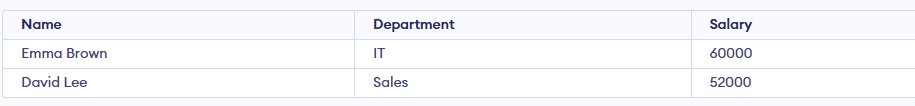 Name Department Salary
Emma Brown IT 60000
David Lee Sales 52000